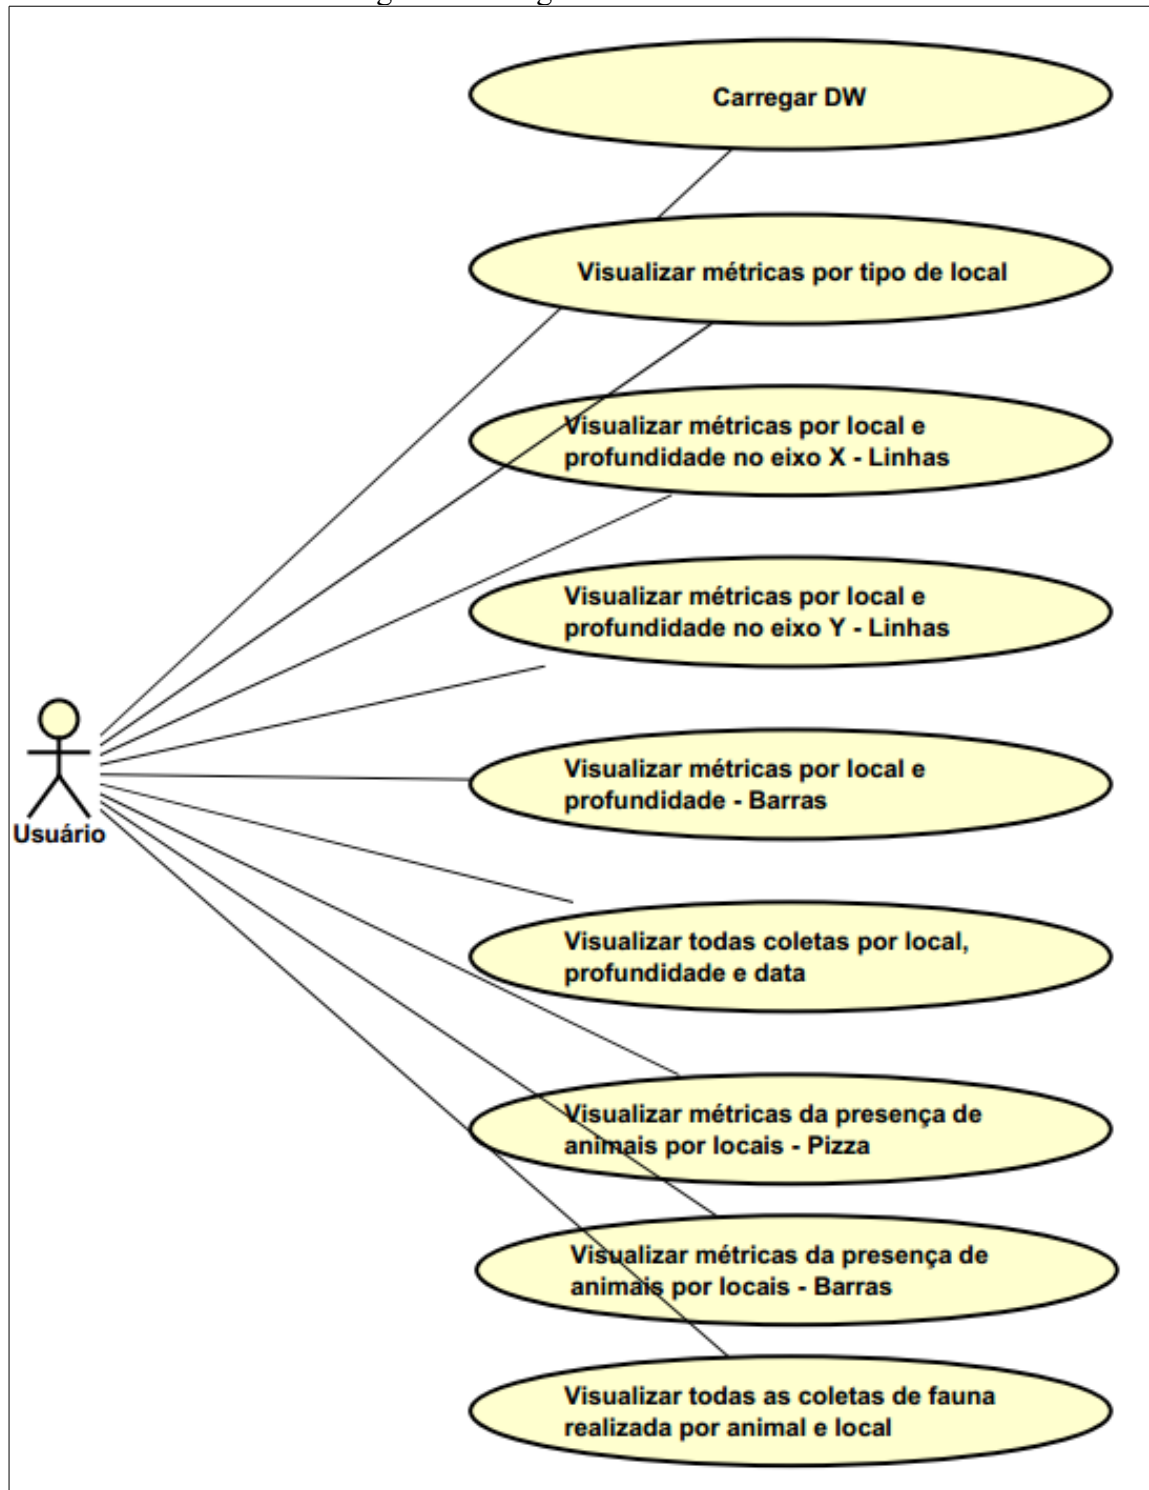 Carregar DW
Visualizar métricas por tipo de local
Visualizar métricas por local e
profundidade no eixo X - Linhas
Visualizar métricas por local e
profundidade no eixo Y - Linhas
Visualizar métricas por local e
profundidade - Barras
Usuário
Visualizar todas coletas por local,
profundidade e data
Visualizar métricas da presença de
animais por locais - Pizza
Visualizar métricas da presença de
animais por locais - Barras
Visualizar todas as coletas de fauna
realizada por animal e local